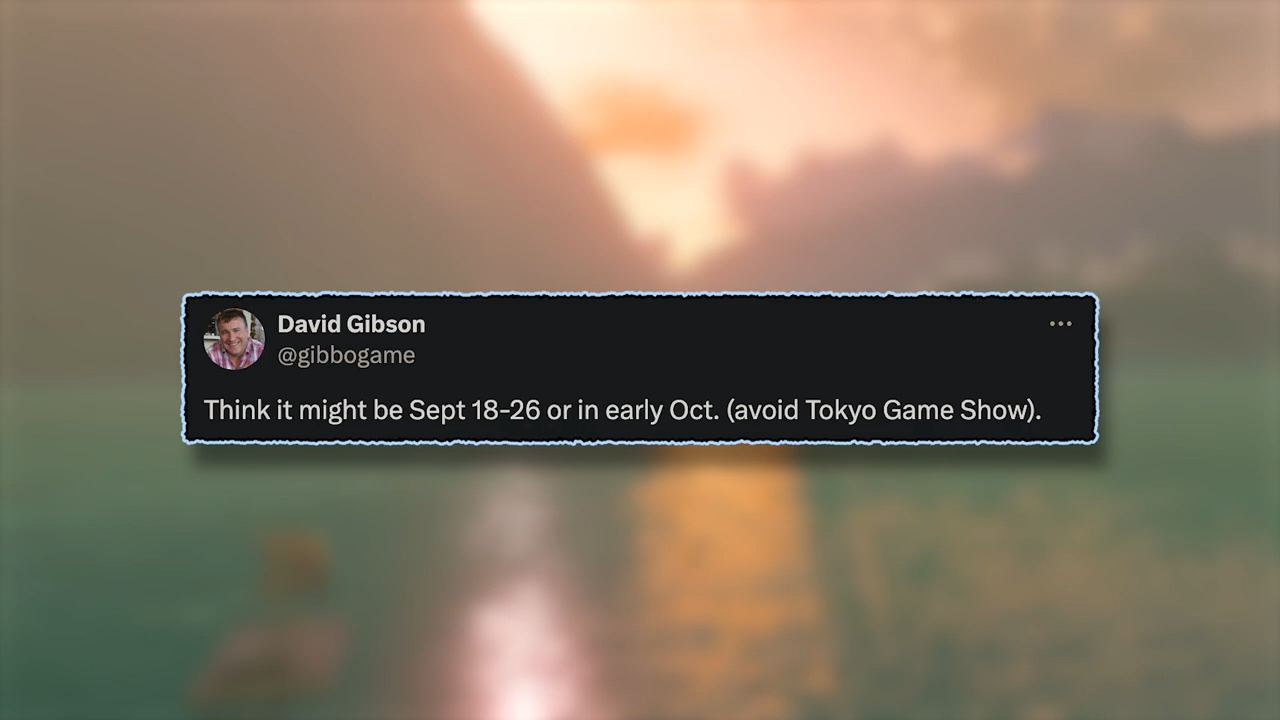 David Gibson
@gibbogame
Think it might be Sept 18-26 or in early Oct. (avoid Tokyo Game Show).